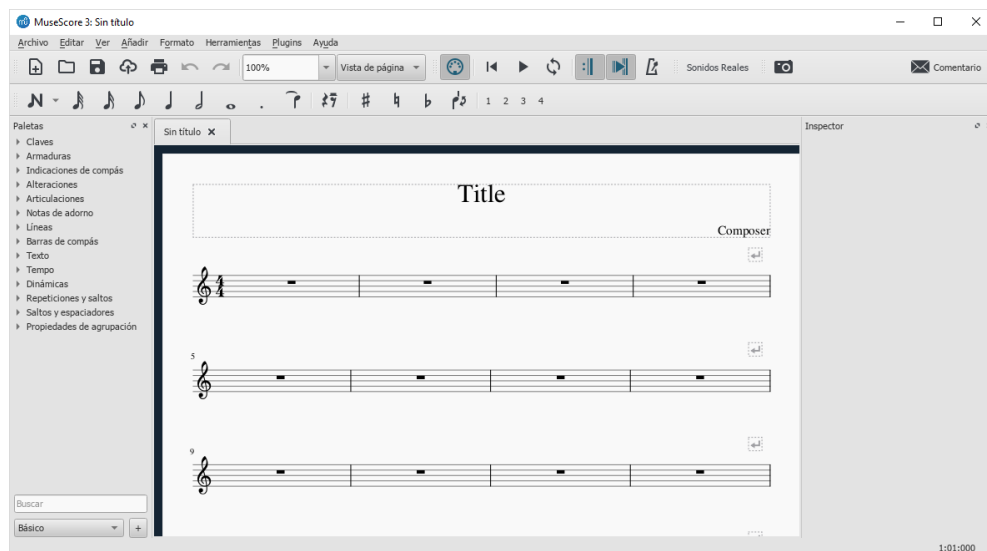 MuseScore 3: Sin título
Archivo Editar Ver Añadir Formato Herramientas Plugins Ayuda
100% Vista de página Sonidos Reales Comentario
1 2 3 4
Paletas
Sin título
Inspector
Claves
Armaduras
Indicaciones de compás
Alteraciones
Articulaciones
Notas de adorno
Líneas
Barras de compás
Texto
Tempo
Dinámicas
Repeticiones y saltos
Saltos y espaciadores
Propiedades de agrupación
Title
Composer
4
4
5
9
Buscar
Básico
1:01:000